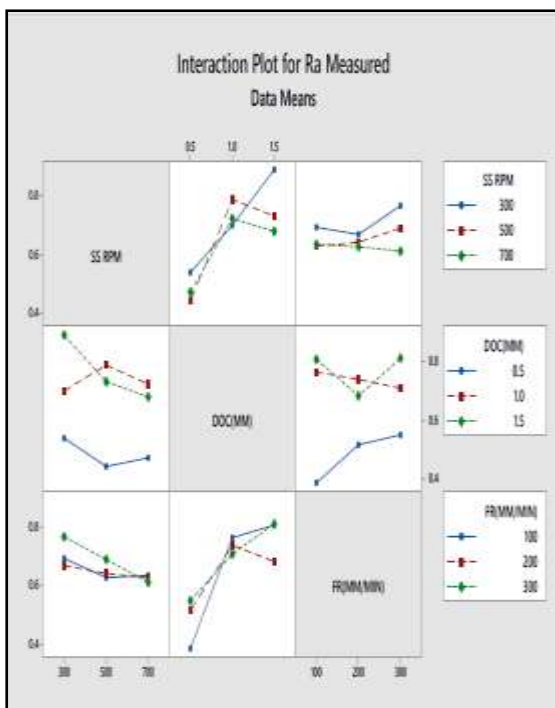 Interaction Plot for Ra Measured
Data Means
0.5 1.0 1.5
0.8
0.6
0.4
SS RPM
SS RPM
300
500
700
DOC(MM)
0.8
0.6
0.4
DOC(MM)
0.5
1.0
1.5
0.8
0.6
0.4
FR(MM/MIN)
FR(MM/MIN)
100
200
300
300 500 700
100 200 300